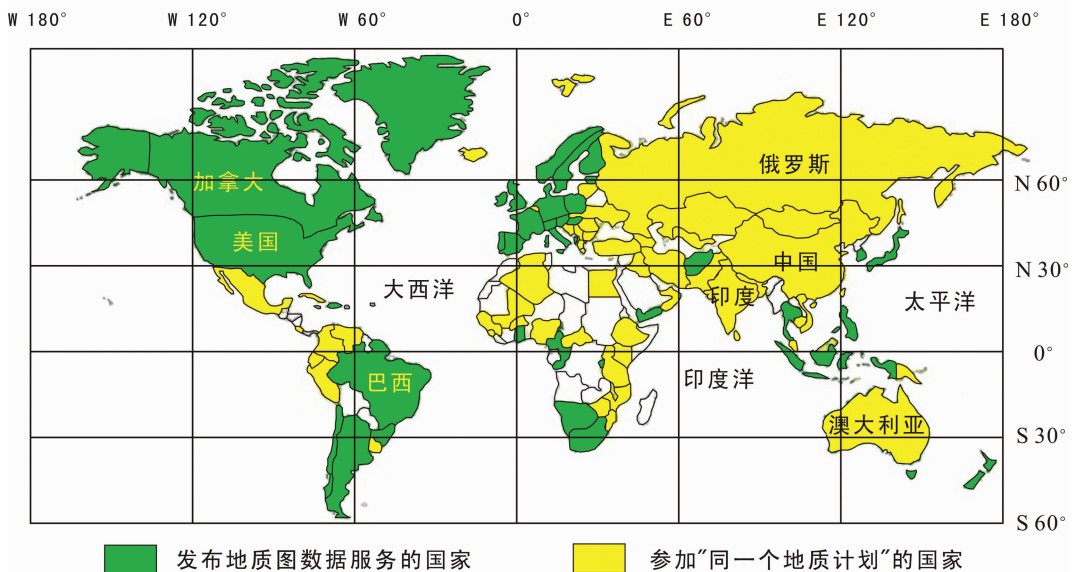 W 180° W 120° W 60° 0° E 60° E 120° E 180°
俄罗斯
加拿大
N 60°
美国
中国
N 30°
大西洋
印度
太平洋
0°
巴西
印度洋
澳大利亚
S 30°
S 60°
发布地质图数据服务的国家
参加"同一个地质计划"的国家